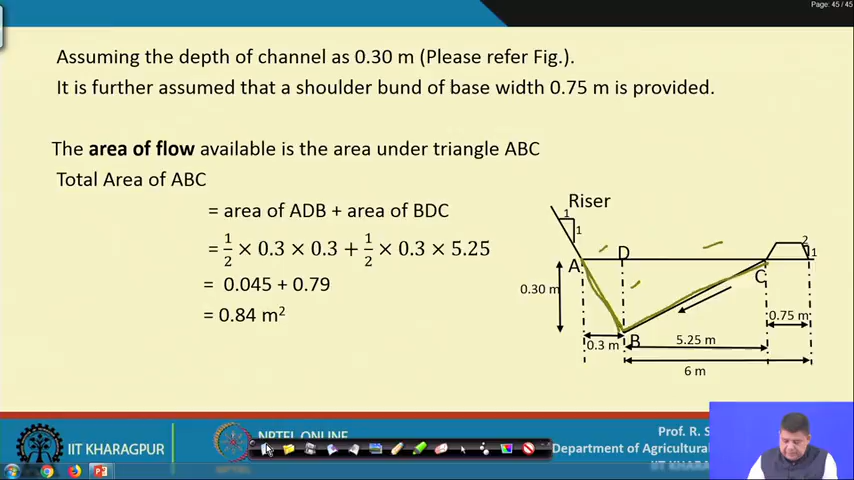 Page: 45 / 45
Assuming the depth of channel as 0.30 m (Please refer Fig.).
It is further assumed that a shoulder bund of base width 0.75 m is provided.
The area of flow available is the area under triangle ABC
Total Area of ABC
= area of ADB + area of BDC
= 1/2 × 0.3 × 0.3 + 1/2 × 0.3 × 5.25
= 0.045 + 0.79
= 0.84 m²
Riser
1
1
2
1
A
D
C
0.30 m
0.75 m
0.3 m
B
5.25 m
6 m
IIT KHARAGPUR
NPTEL ONLINE
NPTEL
Prof. R. S
Department of Agricultural
IIT KHARAG